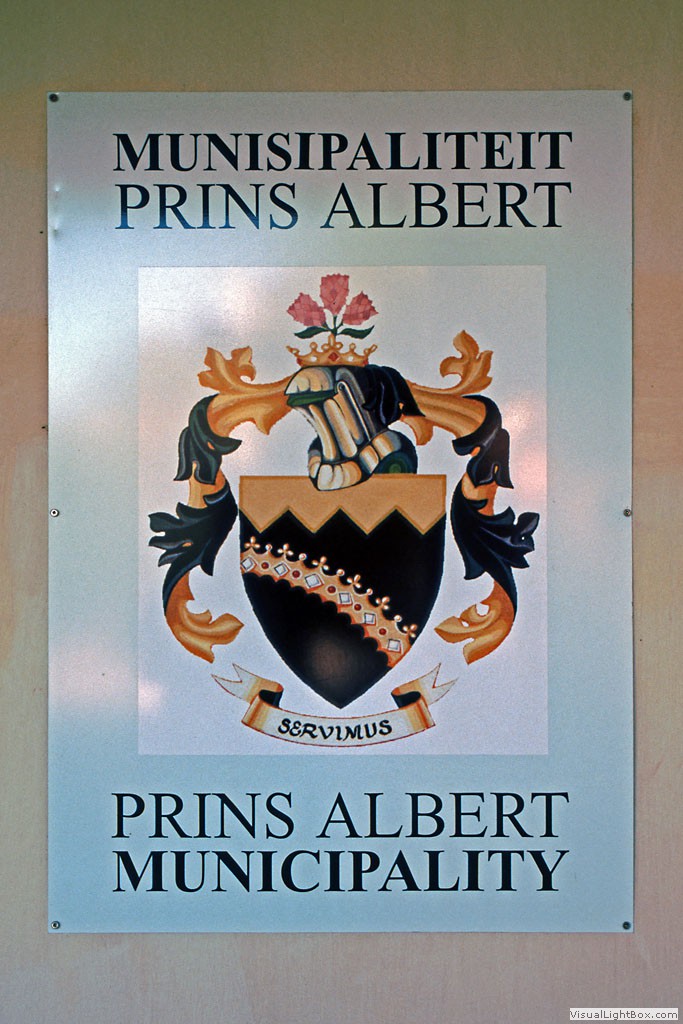 MUNISIPALITEIT
PRINS ALBERT
SERVIMUS
PRINS ALBERT
MUNICIPALITY
VisualLightBox.com